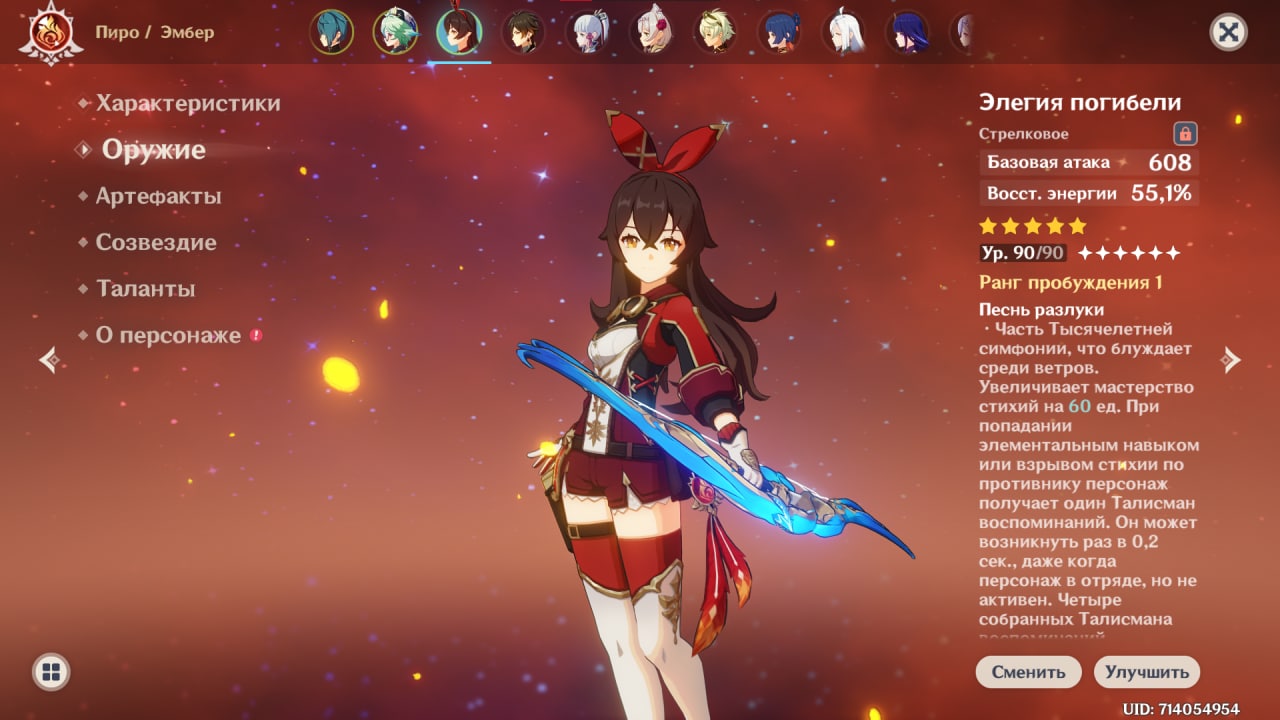 Пиро / Эмбер
Характеристики
Оружие
Артефакты
Созвездие
Таланты
О персонаже
Элегия погибели
Стрелковое
Базовая атака 608
Восст. энергии 55,1%
Ур. 90/90
Ранг пробуждения 1
Песнь разлуки
· Часть Тысячелетней
симфонии, что блуждает
среди ветров.
Увеличивает мастерство
стихий на 60 ед. При
попадании
элементальным навыком
или взрывом стихии по
противнику персонаж
получает один Талисман
воспоминаний. Он может
возникнуть раз в 0,2
сек., даже когда
персонаж в отряде, но не
активен. Четыре
собранных Талисмана
воспоминаний
Сменить
Улучшить
UID: 714054954